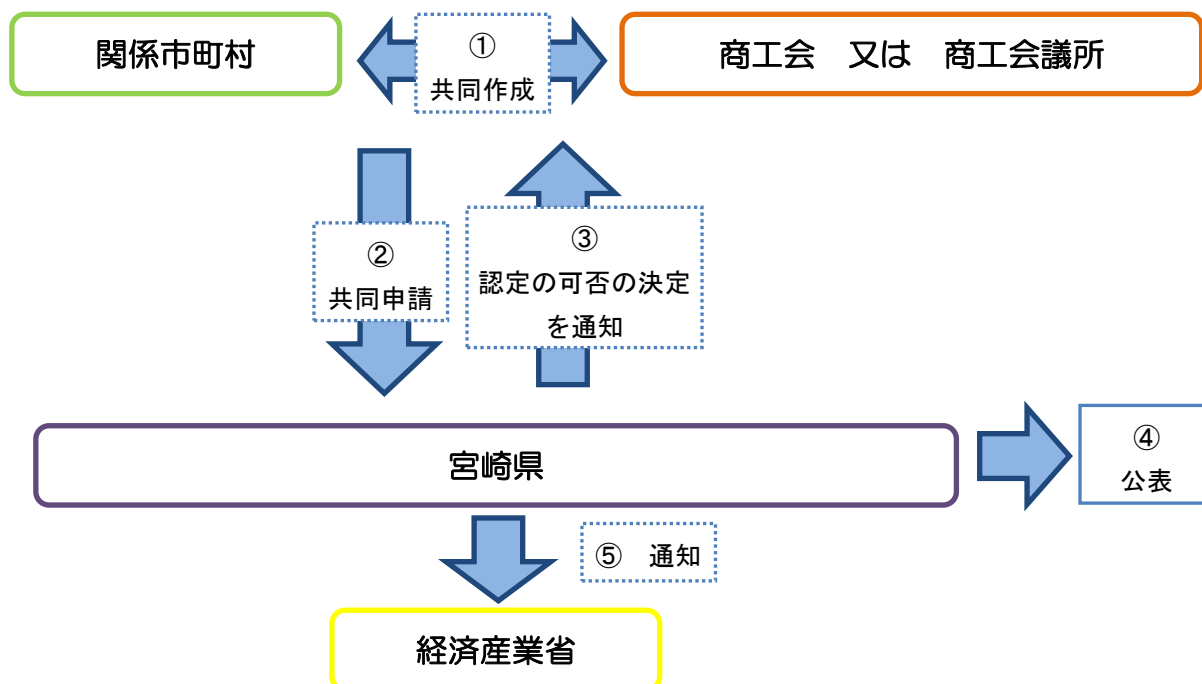 関係市町村
①
共同作成
商工会　又は　商工会議所
②
共同申請
③
認定の可否の決定
を通知
宮崎県
④
公表
⑤　通知
経済産業省